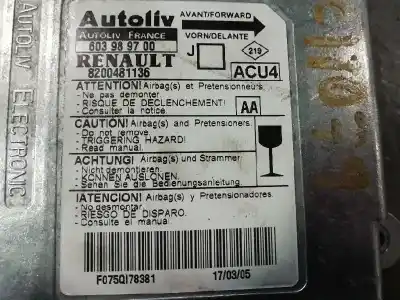 Autoliv
AVANT/FORWARD
AUTOLIV FRANCE
VORN/DELANTE
603 98 97 00
J
219
RENAULT
8200481136
ACU4
ATTENTION! Airbag(s) et Pretensionneurs.
- Ne pas demonter.
- RISQUE DE DECLENCHEMENT!
- Consulter la notice.
AA
CAUTION! Airbag(s) and Pretensioners
- Do not remove.
- TRIGGERING HAZARD!
- Read manual.
ACHTUNG! Airbag(s) und Strammer
- Nicht demontieren.
- KONNEN AUSLONEN.
- Sehen Sie die Bedienungsanleitung.
!ATENCION! Airbag(s) y Pretensionadores.
- No desmontar.
- RIESGO DE DISPARO.
- Consulte el manual
F075QI78381
17/03/05
AUTOLIV ELECTRONIC